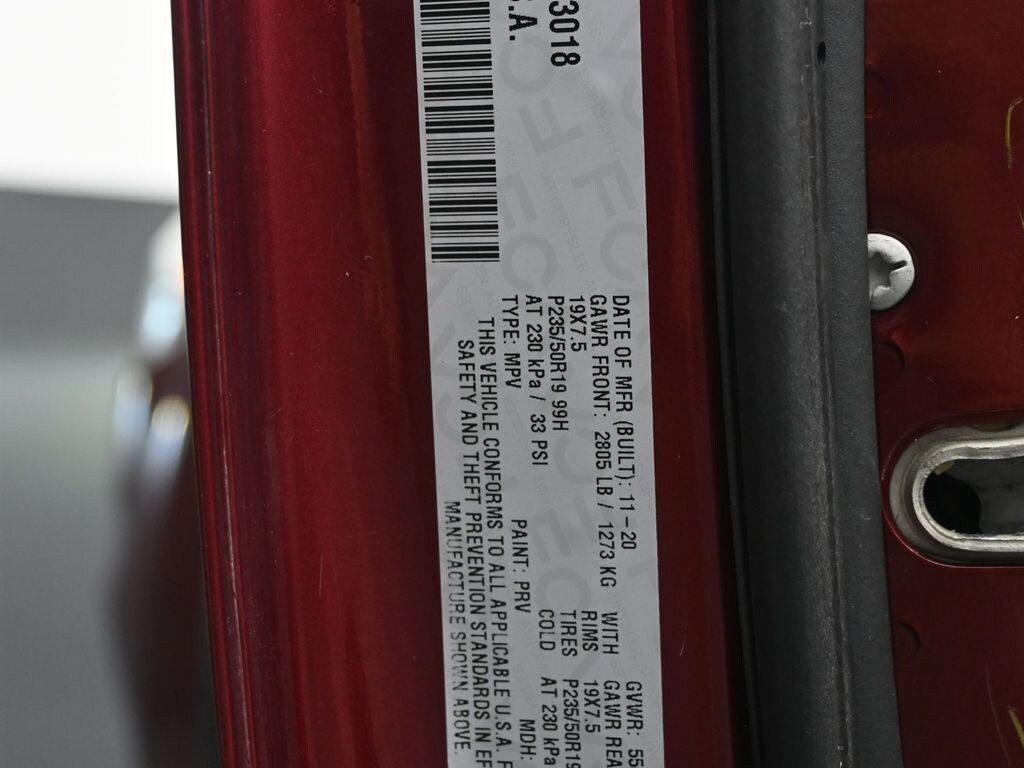 3018
.A.
DATE OF MFR (BUILT): 11-20 GVWR: 55
GAWR FRONT: 2805 LB / 1273 KG WITH GAWR REA
19X7.5 RIMS 19X7.5
P235/50R19 99H TIRES P235/50R19
AT 230 kPa / 33 PSI COLD AT 230 kPa
TYPE: MPV PAINT: PRV MDH:
THIS VEHICLE CONFORMS TO ALL APPLICABLE U.S.A. F
SAFETY AND THEFT PREVENTION STANDARDS IN EF
MANUFACTURE SHOWN ABOVE.